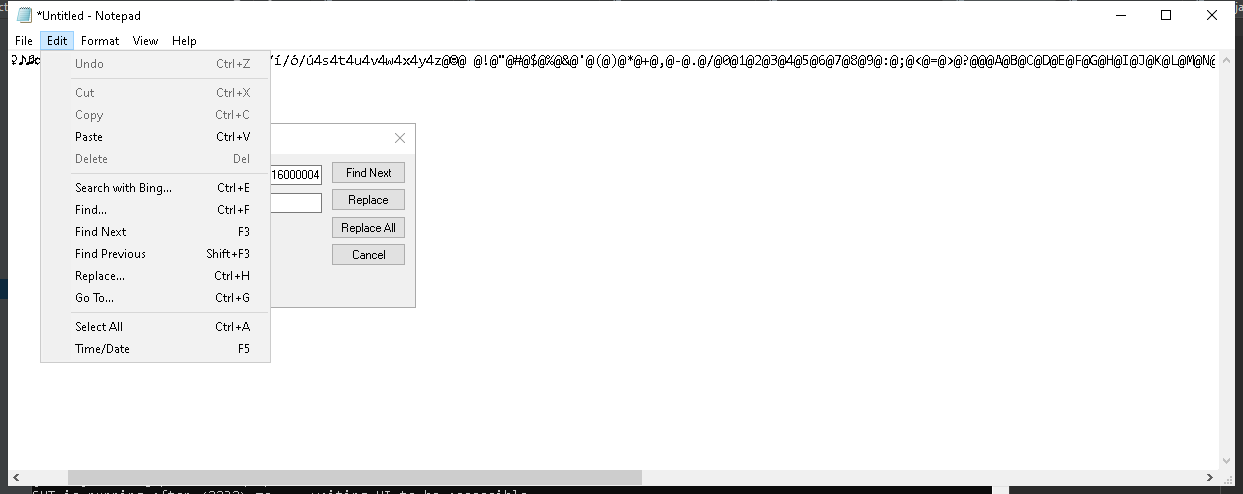 *Untitled - Notepad
File Edit Format View Help
/í/ó/ú4s4t4u4v4w4x4y4z@©@ @!@"@#@$@%@&@'@(@)@*@+@,@-@.@/@0@1@2@3@4@5@6@7@8@9@:@;@<@=@>@?@@@A@B@C@D@E@F@G@H@I@J@K@L@M@N@
Undo Ctrl+Z
Cut Ctrl+X
Copy Ctrl+C
Paste Ctrl+V
Delete Del
Search with Bing... Ctrl+E
Find... Ctrl+F
Find Next F3
Find Previous Shift+F3
Replace... Ctrl+H
Go To... Ctrl+G
Select All Ctrl+A
Time/Date F5
16000004
Find Next
Replace
Replace All
Cancel